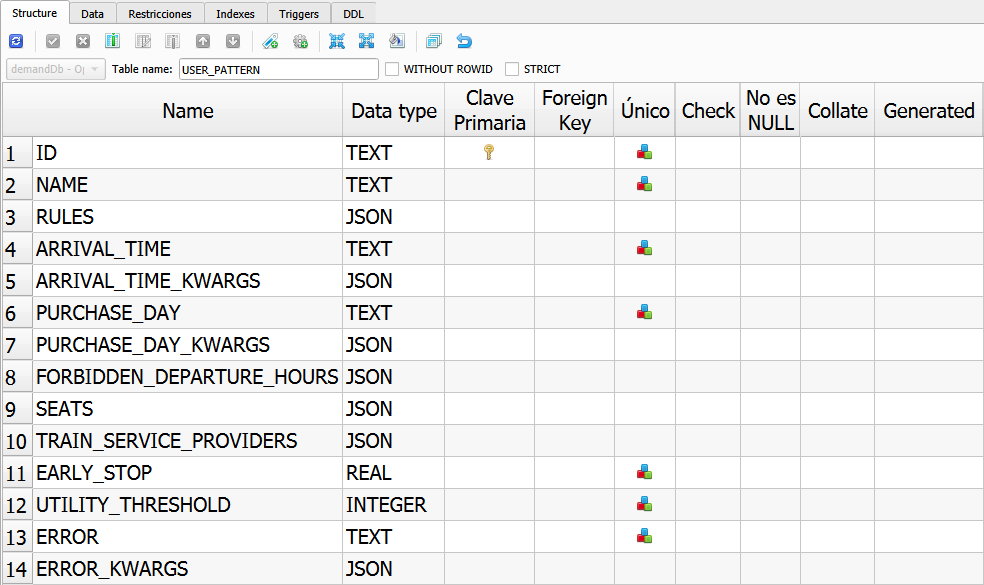 Structure Data Restricciones Indexes Triggers DDL
demandDb - Op Table name: USER_PATTERN WITHOUT ROWID STRICT
Name Data type Clave Primaria Foreign Key Único Check No es NULL Collate Generated
1 ID TEXT
2 NAME TEXT
3 RULES JSON
4 ARRIVAL_TIME TEXT
5 ARRIVAL_TIME_KWARGS JSON
6 PURCHASE_DAY TEXT
7 PURCHASE_DAY_KWARGS JSON
8 FORBIDDEN_DEPARTURE_HOURS JSON
9 SEATS JSON
10 TRAIN_SERVICE_PROVIDERS JSON
11 EARLY_STOP REAL
12 UTILITY_THRESHOLD INTEGER
13 ERROR TEXT
14 ERROR_KWARGS JSON